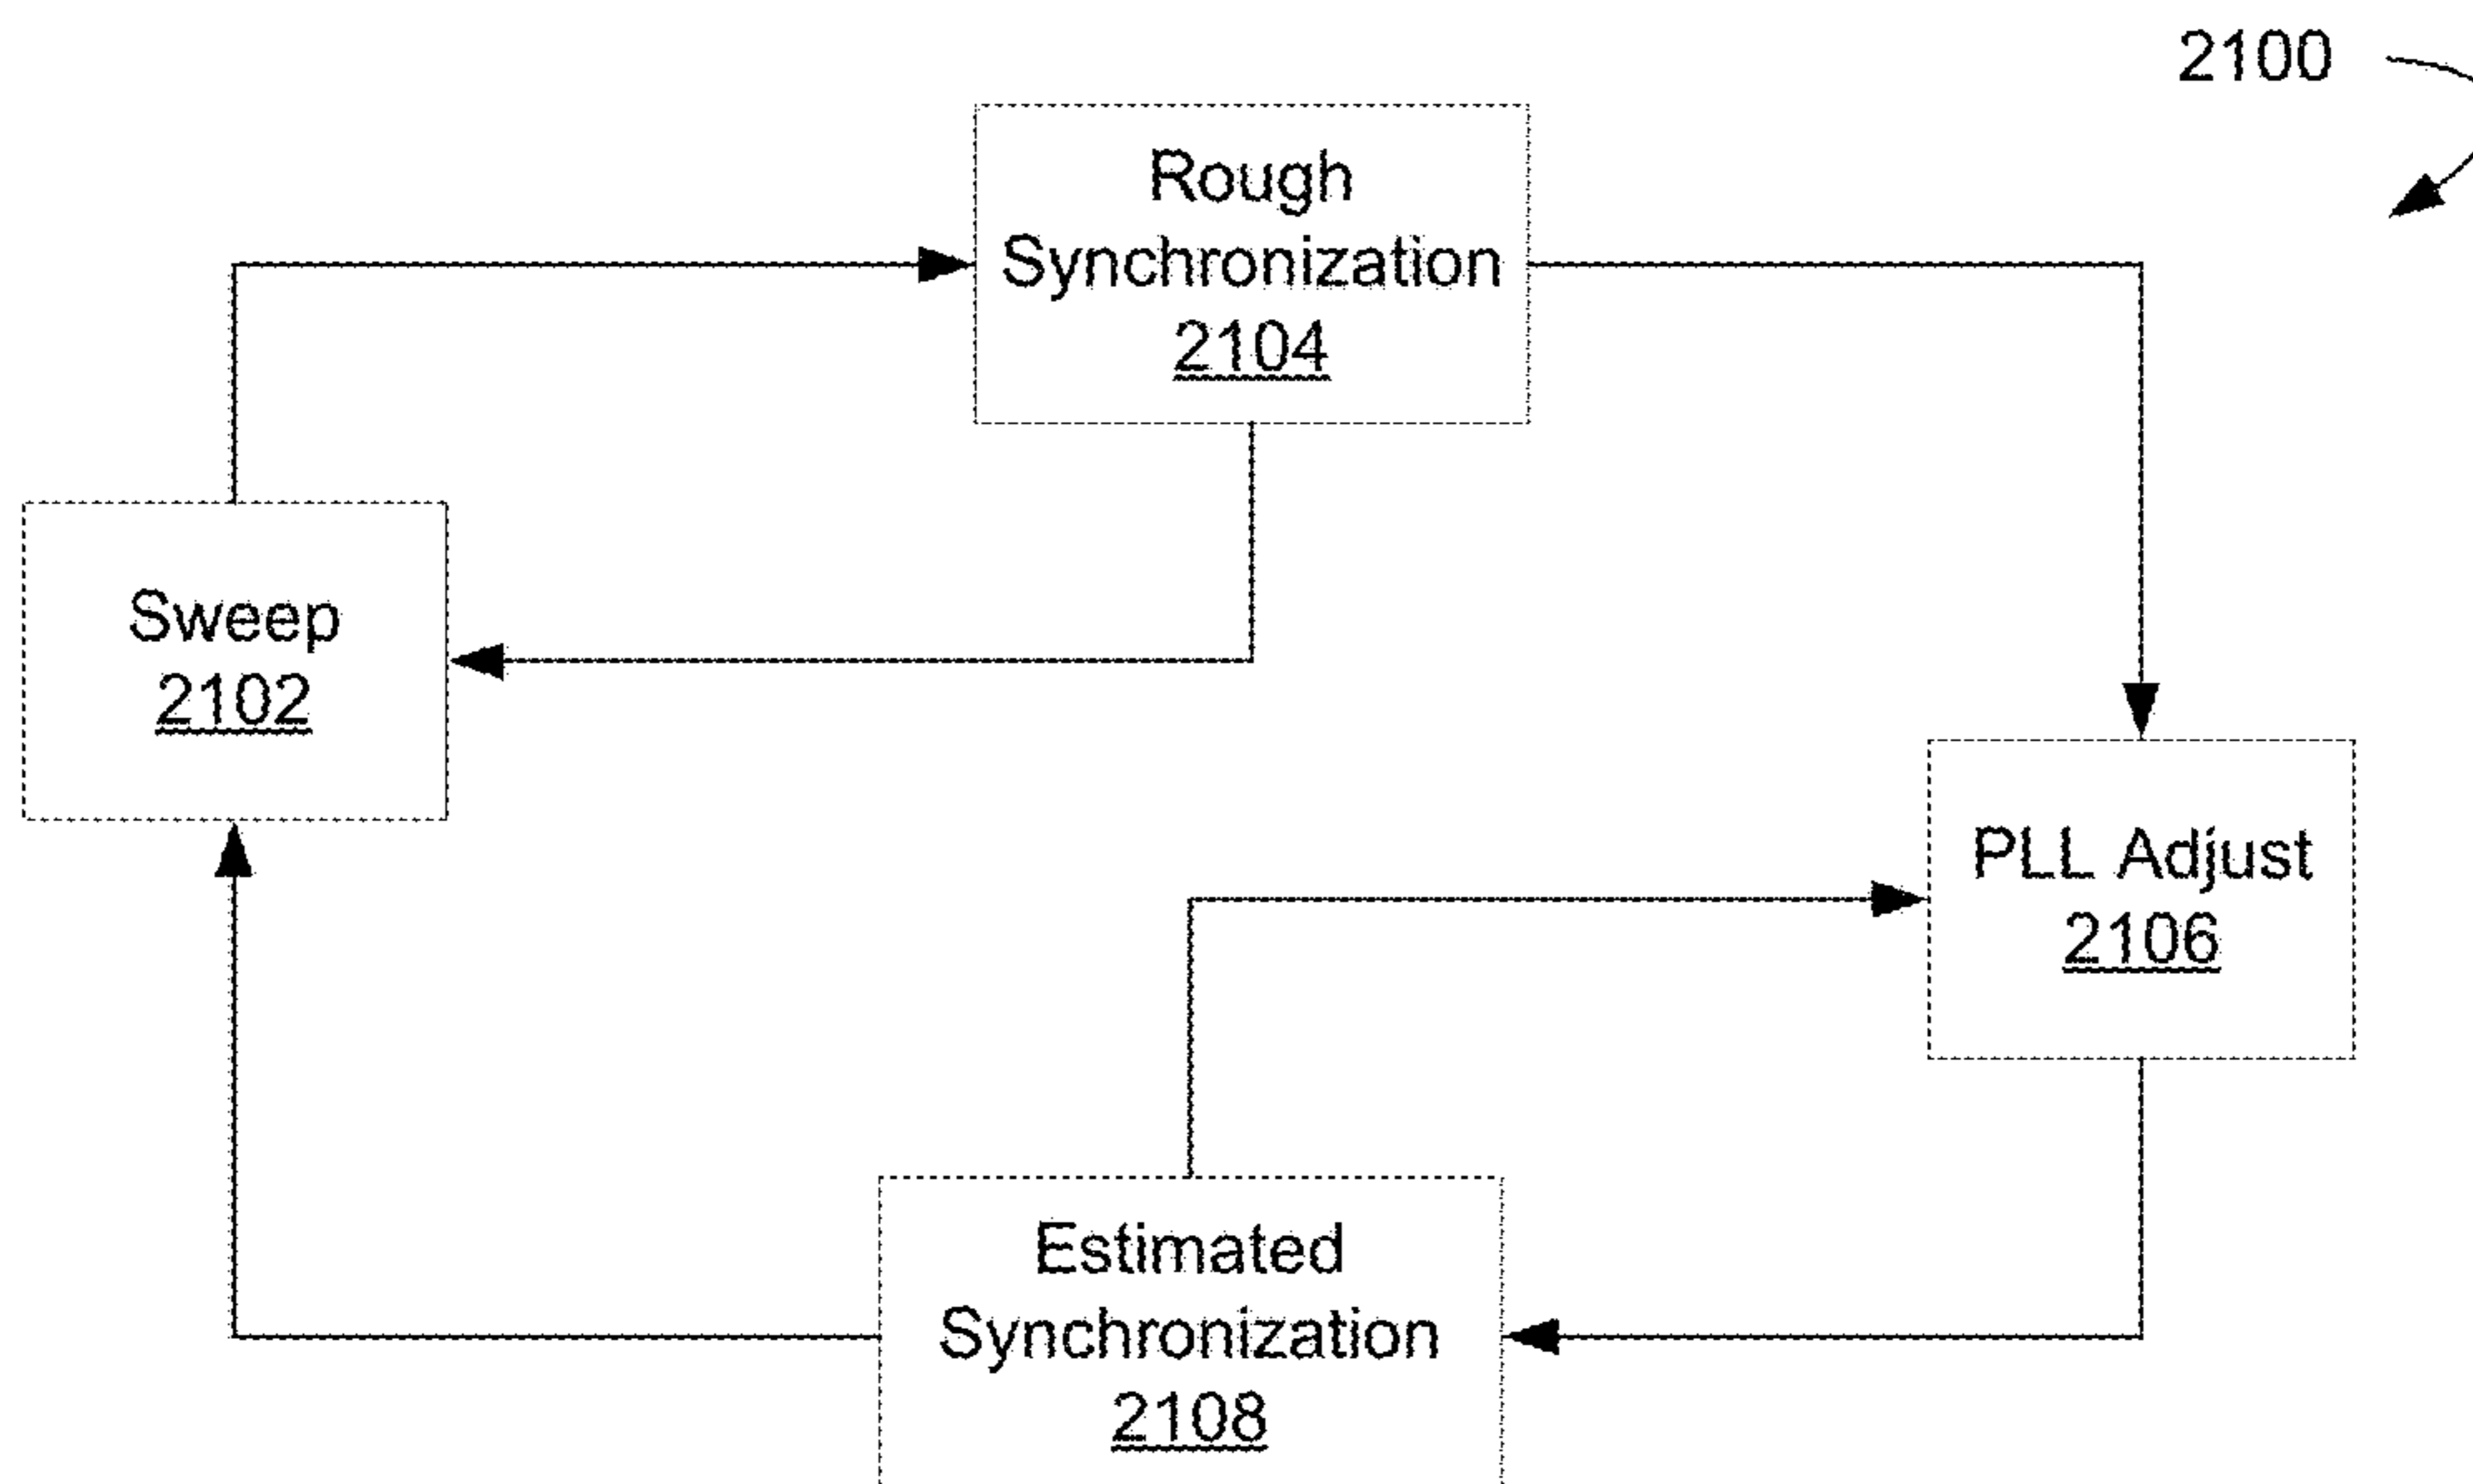 2100
Rough
Synchronization
2104
Sweep
2102
PLL Adjust
2106
Estimated
Synchronization
2108